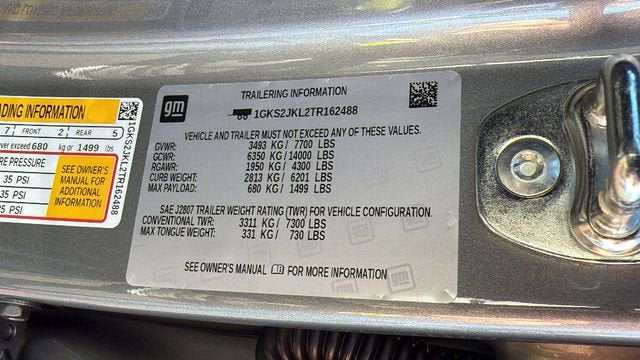 ADING INFORMATION
7 FRONT 2 REAR 5
ver exceed 680 kg or 1499 lbs
RE PRESSURE
35 PSI
35 PSI
25 PSI
SEE OWNER'S
MANUAL FOR
ADDITIONAL
INFORMATION
1GKS2JKL2TR162488
gm
TRAILERING INFORMATION
1GKS2JKL2TR162488
VEHICLE AND TRAILER MUST NOT EXCEED ANY OF THESE VALUES.
GVWR: 3493 KG / 7700 LBS
GCWR: 6350 KG / 14000 LBS
RGAWR: 1950 KG / 4300 LBS
CURB WEIGHT: 2813 KG / 6201 LBS
MAX PAYLOAD: 680 KG / 1499 LBS
SAE J2807 TRAILER WEIGHT RATING (TWR) FOR VEHICLE CONFIGURATION.
CONVENTIONAL TWR: 3311 KG / 7300 LBS
MAX TONGUE WEIGHT: 331 KG / 730 LBS
SEE OWNER'S MANUAL FOR MORE INFORMATION